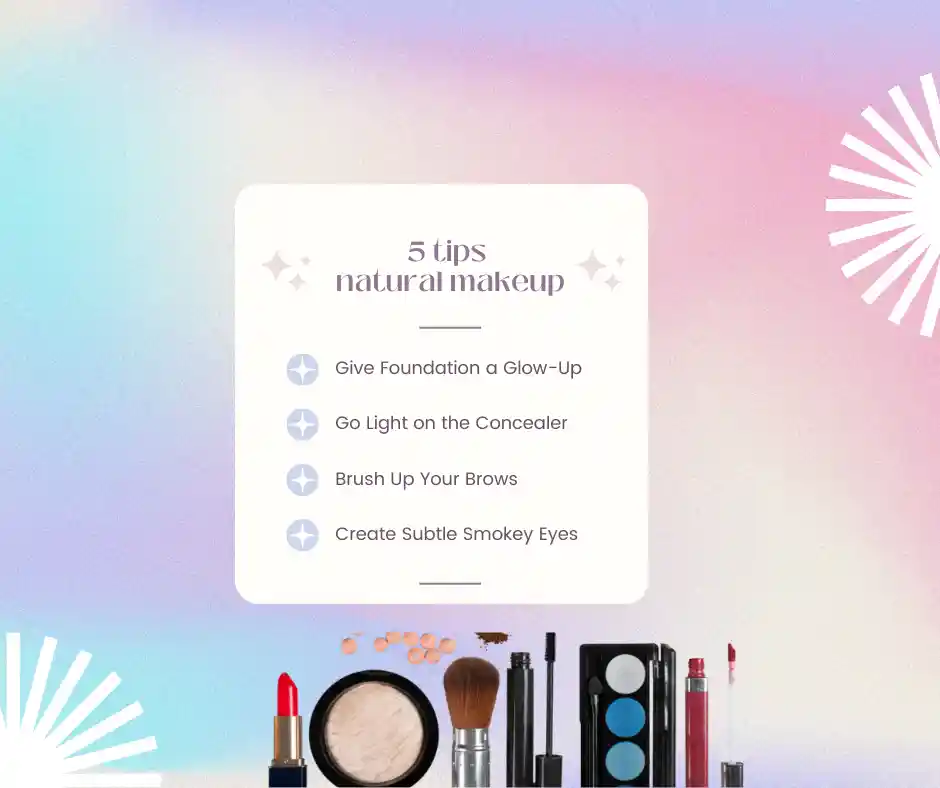 5 tips
natural makeup
Give Foundation a Glow-Up
Go Light on the Concealer
Brush Up Your Brows
Create Subtle Smokey Eyes